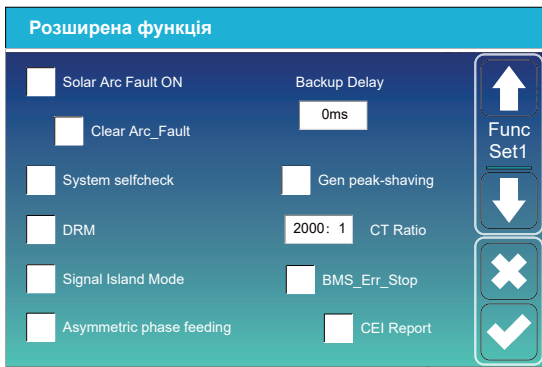 Розширена функція
Solar Arc Fault ON
Backup Delay
Clear Arc_Fault
0ms
Func
Set1
System selfcheck
Gen peak-shaving
DRM
2000: 1
CT Ratio
Signal Island Mode
BMS_Err_Stop
Asymmetric phase feeding
CEI Report